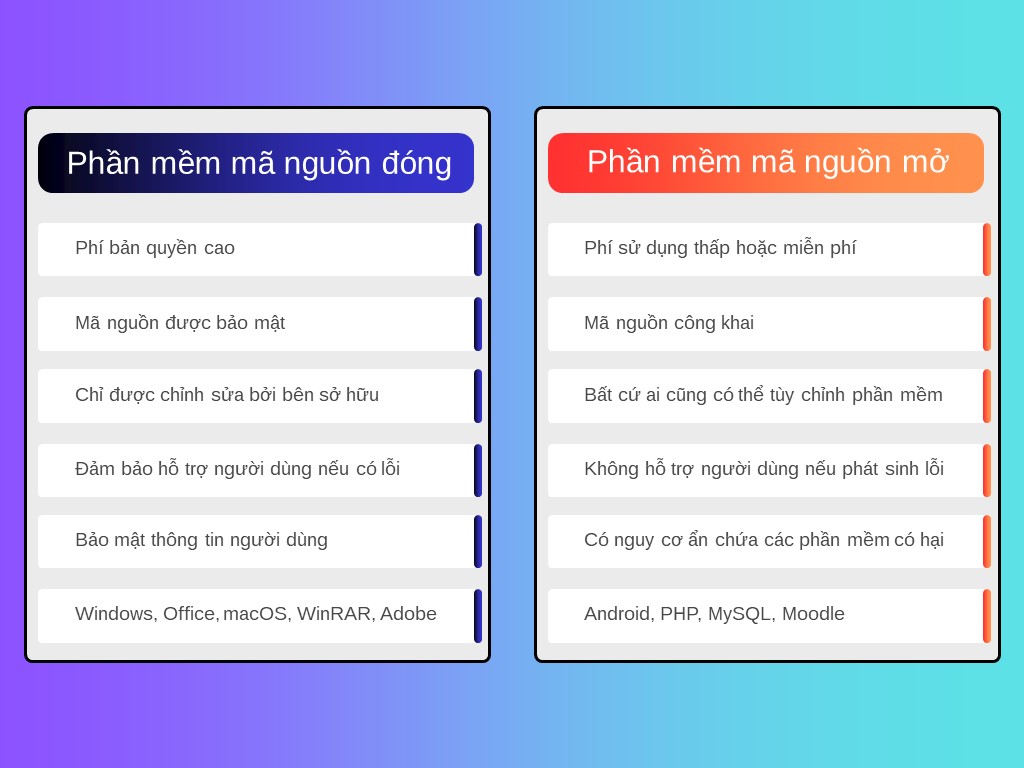 Phần mềm mã nguồn đóng
Phí bản quyền cao
Mã nguồn được bảo mật
Chỉ được chỉnh sửa bởi bên sở hữu
Đảm bảo hỗ trợ người dùng nếu có lỗi
Bảo mật thông tin người dùng
Windows, Office, macOS, WinRAR, Adobe
Phần mềm mã nguồn mở
Phí sử dụng thấp hoặc miễn phí
Mã nguồn công khai
Bất cứ ai cũng có thể tùy chỉnh phần mềm
Không hỗ trợ người dùng nếu phát sinh lỗi
Có nguy cơ ẩn chứa các phần mềm có hại
Android, PHP, MySQL, Moodle